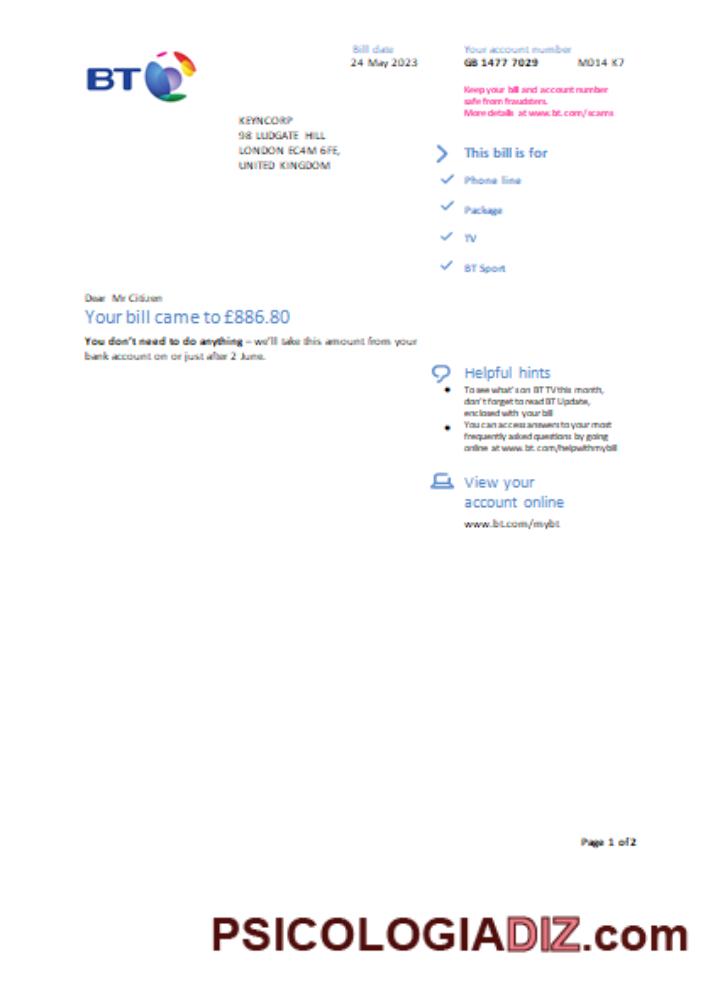 BT
Bill date
24 May 2023
Your account number
GB 1477 7029 M014 K7
Keep your bill and account number
safe from fraudsters.
More details at www.bt.com/scams
KEYNCORP
98 LUDGATE HILL
LONDON EC4M 6FE,
UNITED KINGDOM
This bill is for
Phone line
Package
TV
BT Sport
Dear Mr Citizen
Your bill came to £886.80
You don't need to do anything – we'll take this amount from your
bank account on or just after 2 June.
Helpful hints
To see what's on BT TV this month,
don't forget to read BT Update,
enclosed with your bill
You can access answers to your most
frequently asked questions by going
online at www.bt.com/helpwithmybill
View your
account online
www.bt.com/mybt
Page 1 of 2
PSICOLOGIADIZ.com